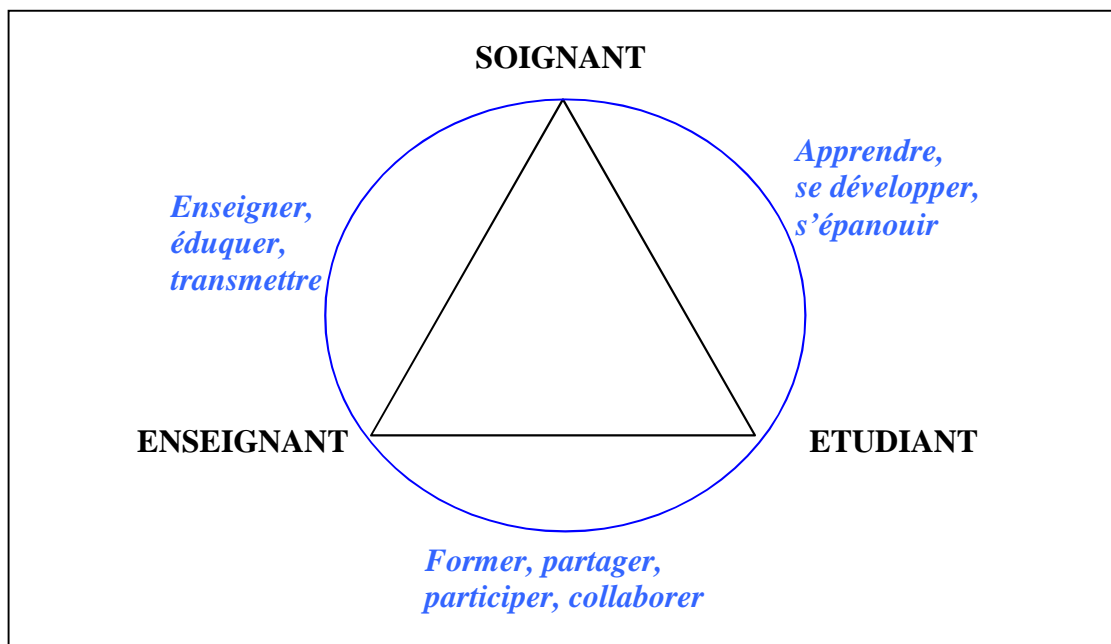 SOIGNANT
Apprendre,
se développer,
s’épanouir
Enseigner,
éduquer,
transmettre
ENSEIGNANT
ETUDIANT
Former, partager,
participer, collaborer